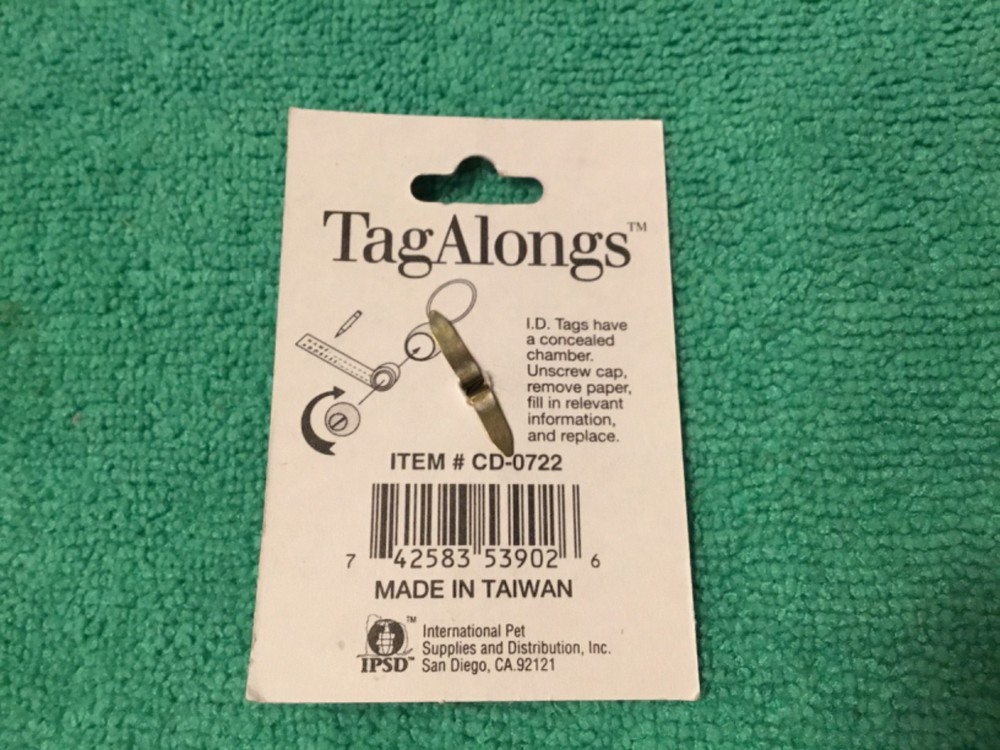 TagAlongs™
I.D. Tags have
a concealed
chamber.
Unscrew cap,
remove paper,
fill in relevant
information,
and replace.
ITEM # CD-0722
7 42583 53902 6
MADE IN TAIWAN
™
IPSD™
International Pet
Supplies and Distribution, Inc.
San Diego, CA.92121